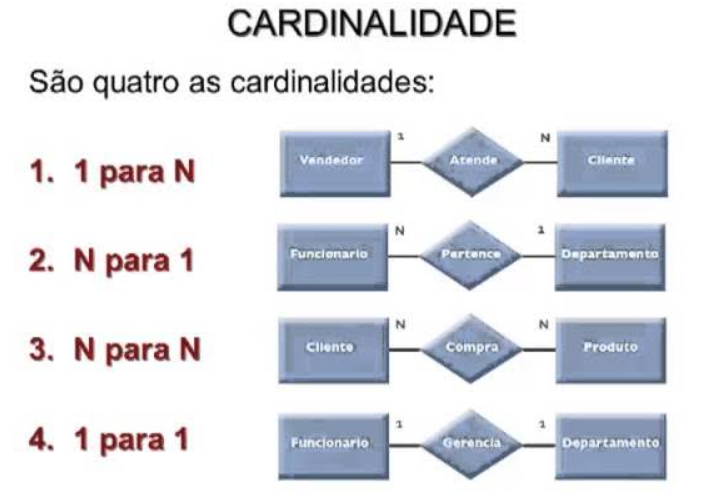 CARDINALIDADE
São quatro as cardinalidades:
1. 1 para N
Vendedor 1 Atende N Cliente
2. N para 1
Funcionario N Pertence 1 Departamento
3. N para N
Cliente N Compra N Produto
4. 1 para 1
Funcionario 1 Gerencia 1 Departamento